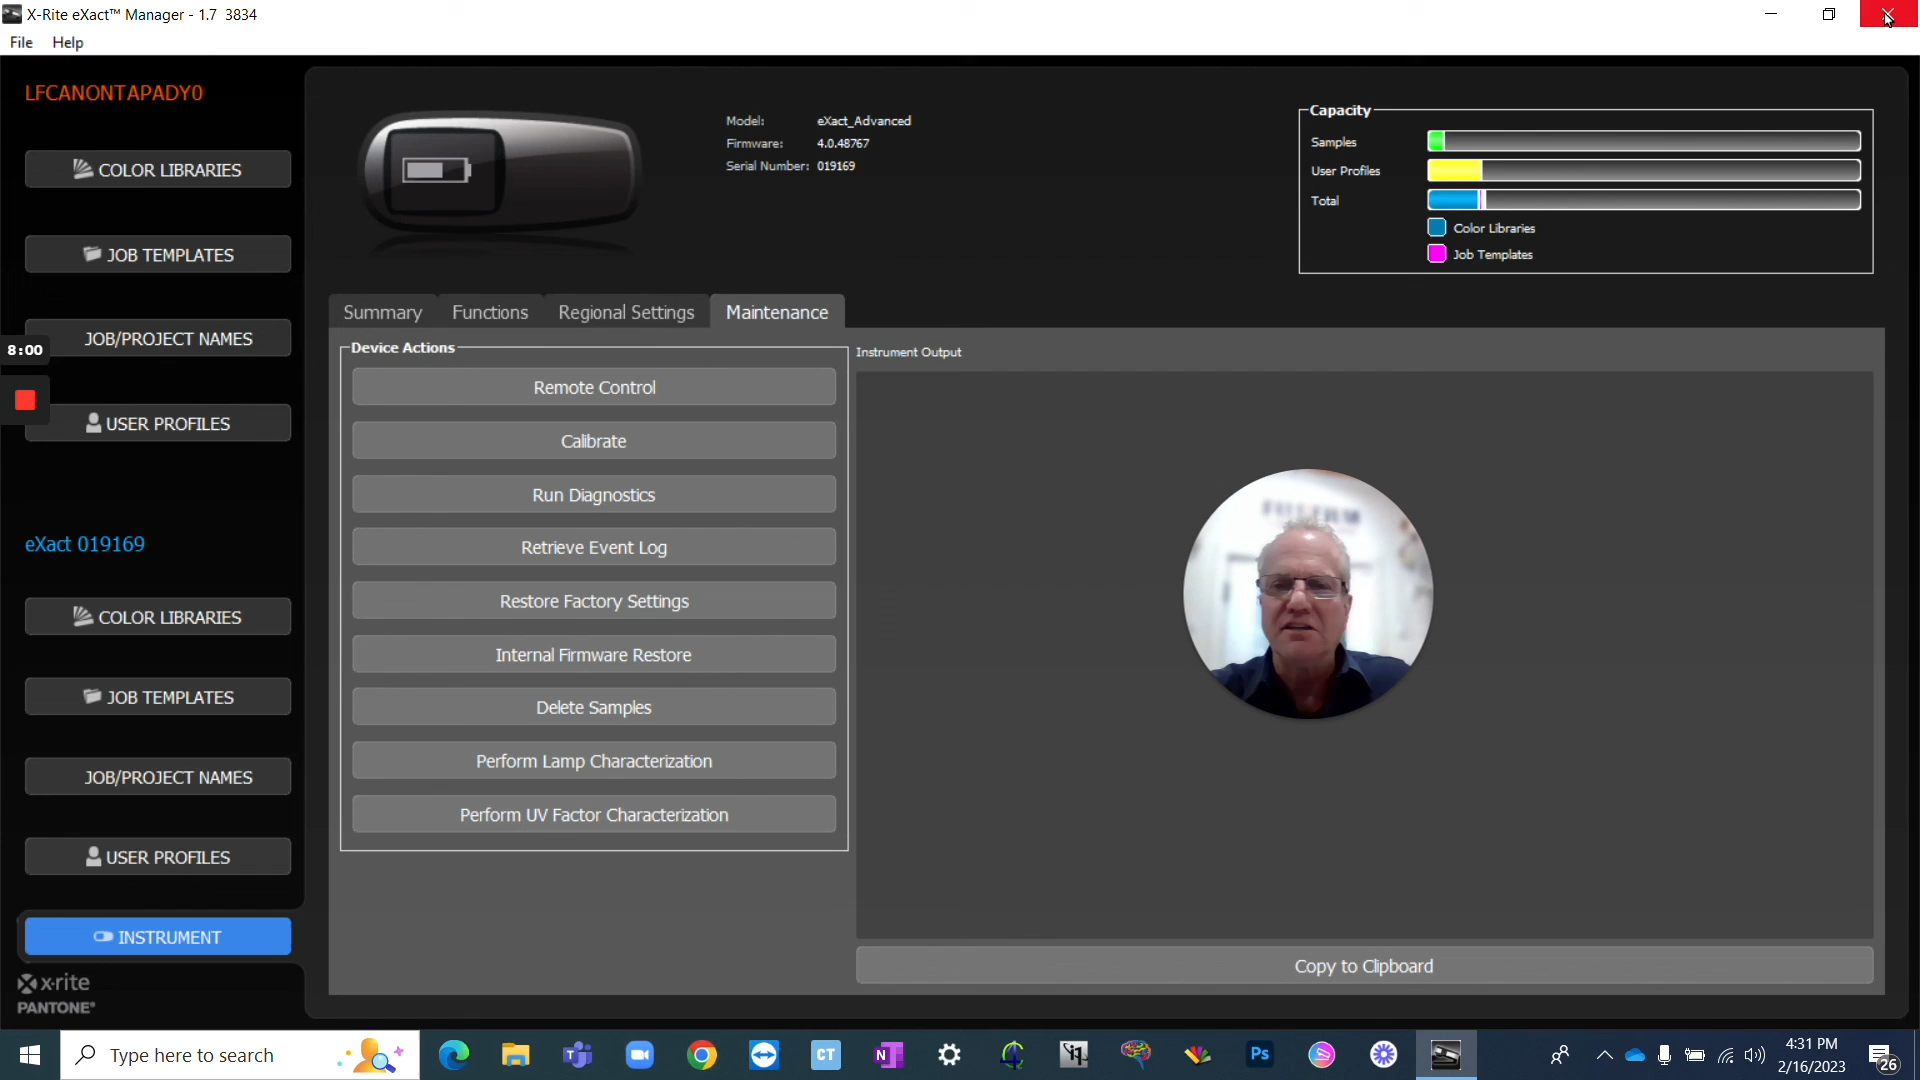 X-Rite eXact™ Manager - 1.7 3834
File Help
LFCANONTAPADY0
COLOR LIBRARIES
JOB TEMPLATES
JOB/PROJECT NAMES
8:00
USER PROFILES
eXact 019169
COLOR LIBRARIES
JOB TEMPLATES
JOB/PROJECT NAMES
USER PROFILES
INSTRUMENT
x·rite
PANTONE®
Model: eXact_Advanced
Firmware: 4.0.48767
Serial Number: 019169
Capacity
Samples
User Profiles
Total
Color Libraries
Job Templates
Summary Functions Regional Settings Maintenance
Device Actions
Remote Control
Calibrate
Run Diagnostics
Retrieve Event Log
Restore Factory Settings
Internal Firmware Restore
Delete Samples
Perform Lamp Characterization
Perform UV Factor Characterization
Instrument Output
Copy to Clipboard
Type here to search
CT
N
Ps
4:31 PM
2/16/2023
26